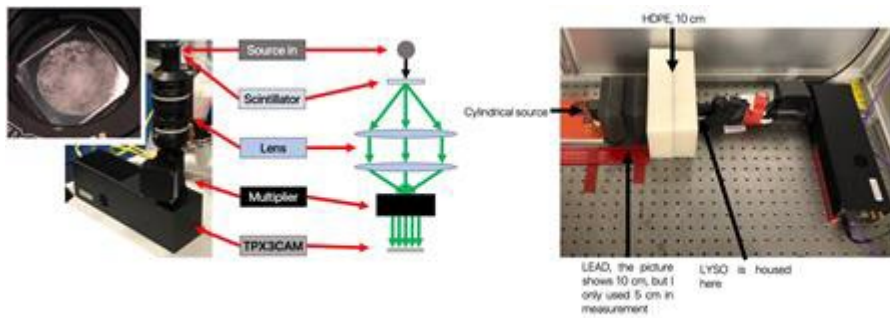 Source in
Scintillator
Lens
Multiplier
TPX3CAM
HDPE, 10 cm
Cylindrical source
LEAD, the picture
shows 10 cm, but I
only used 5 cm in
measurement
LYSO is housed
here